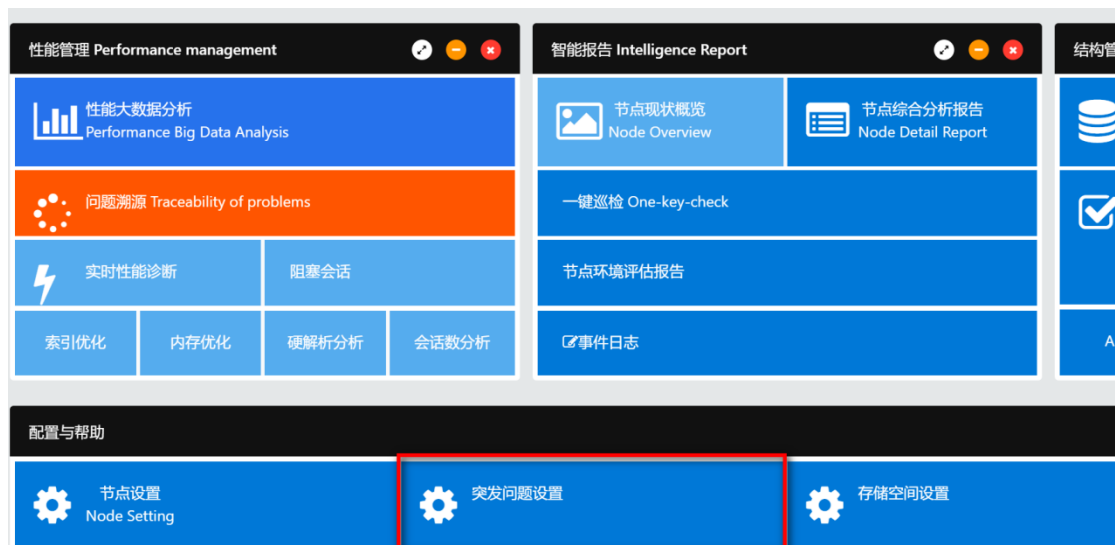 性能管理 Performance management
性能大数据分析
Performance Big Data Analysis
问题溯源 Traceability of problems
实时性能诊断
阻塞会话
索引优化
内存优化
硬解析分析
会话数分析
智能报告 Intelligence Report
节点现状概览
Node Overview
节点综合分析报告
Node Detail Report
一键巡检 One-key-check
节点环境评估报告
事件日志
结构管
A
配置与帮助
节点设置
Node Setting
突发问题设置
存储空间设置